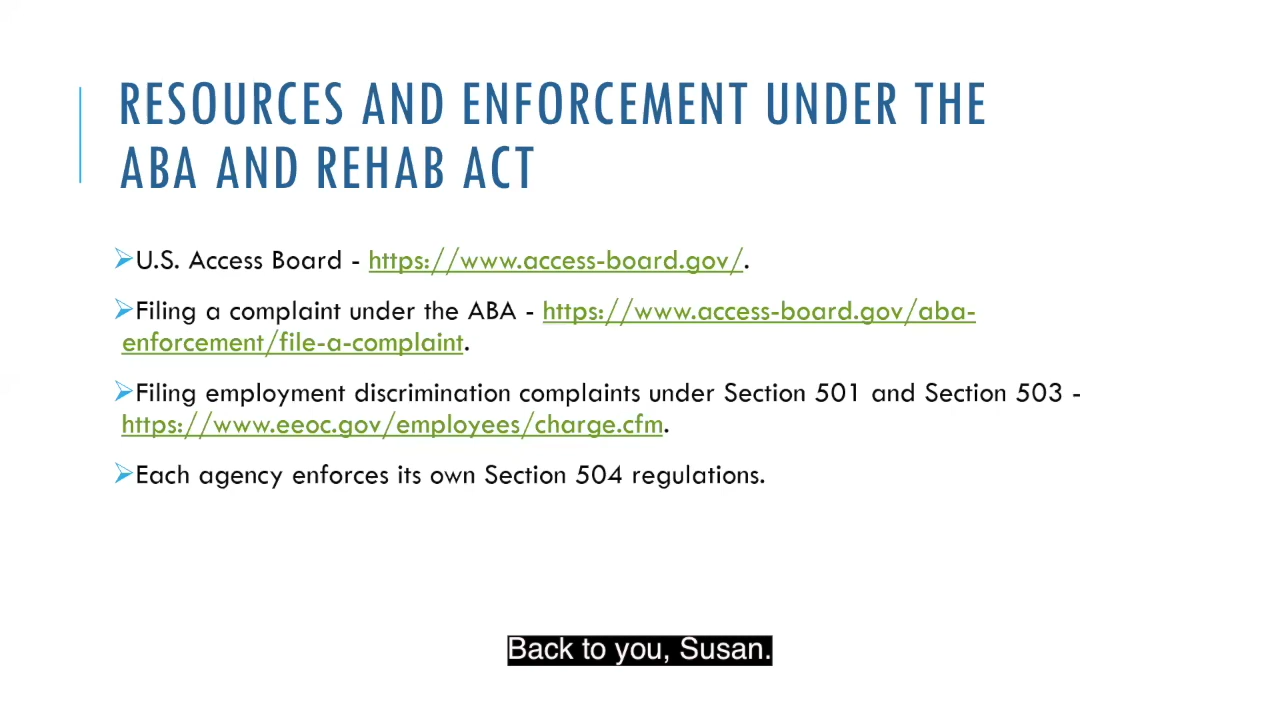 RESOURCES AND ENFORCEMENT UNDER THE
ABA AND REHAB ACT
➢U.S. Access Board - https://www.access-board.gov/.
➢Filing a complaint under the ABA - https://www.access-board.gov/aba-
enforcement/file-a-complaint.
➢Filing employment discrimination complaints under Section 501 and Section 503 -
https://www.eeoc.gov/employees/charge.cfm.
➢Each agency enforces its own Section 504 regulations.
Back to you, Susan.